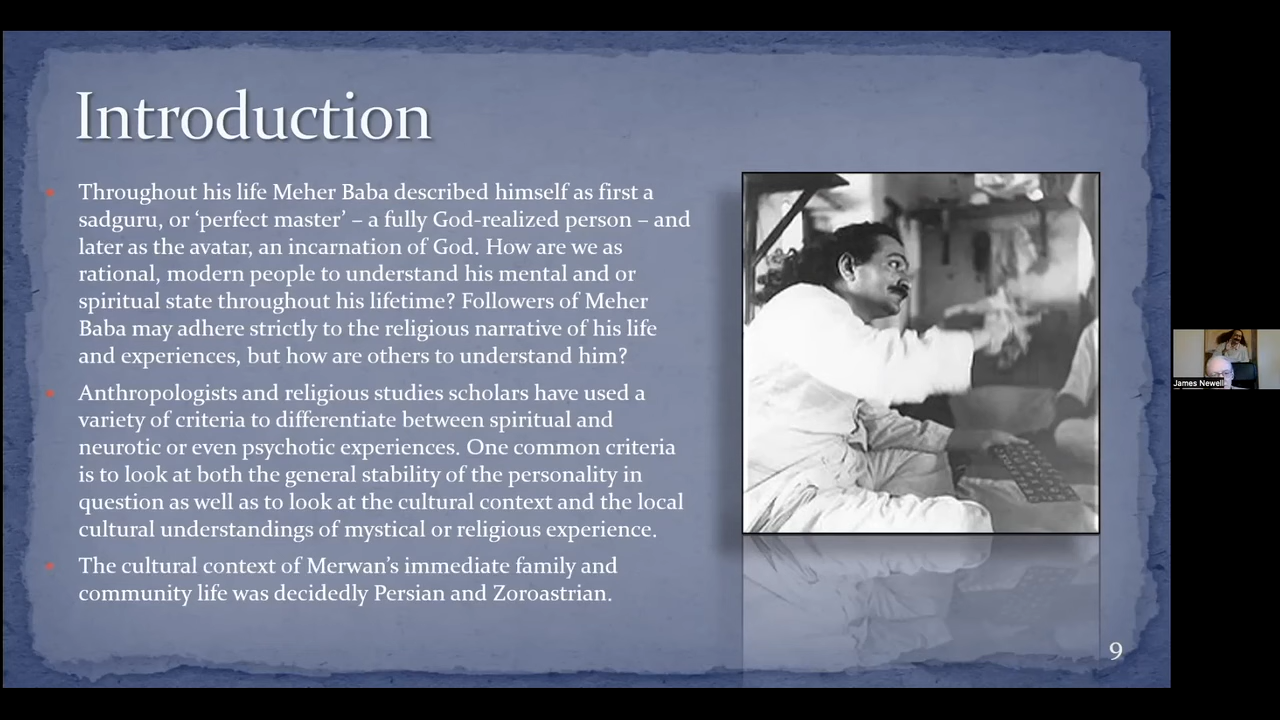 Introduction
Throughout his life Meher Baba described himself as first a
sadguru, or ‘perfect master’ – a fully God-realized person – and
later as the avatar, an incarnation of God. How are we as
rational, modern people to understand his mental and or
spiritual state throughout his lifetime? Followers of Meher
Baba may adhere strictly to the religious narrative of his life
and experiences, but how are others to understand him?
Anthropologists and religious studies scholars have used a
variety of criteria to differentiate between spiritual and
neurotic or even psychotic experiences. One common criteria
is to look at both the general stability of the personality in
question as well as to look at the cultural context and the local
cultural understandings of mystical or religious experience.
The cultural context of Merwan’s immediate family and
community life was decidedly Persian and Zoroastrian.
9
James Newell